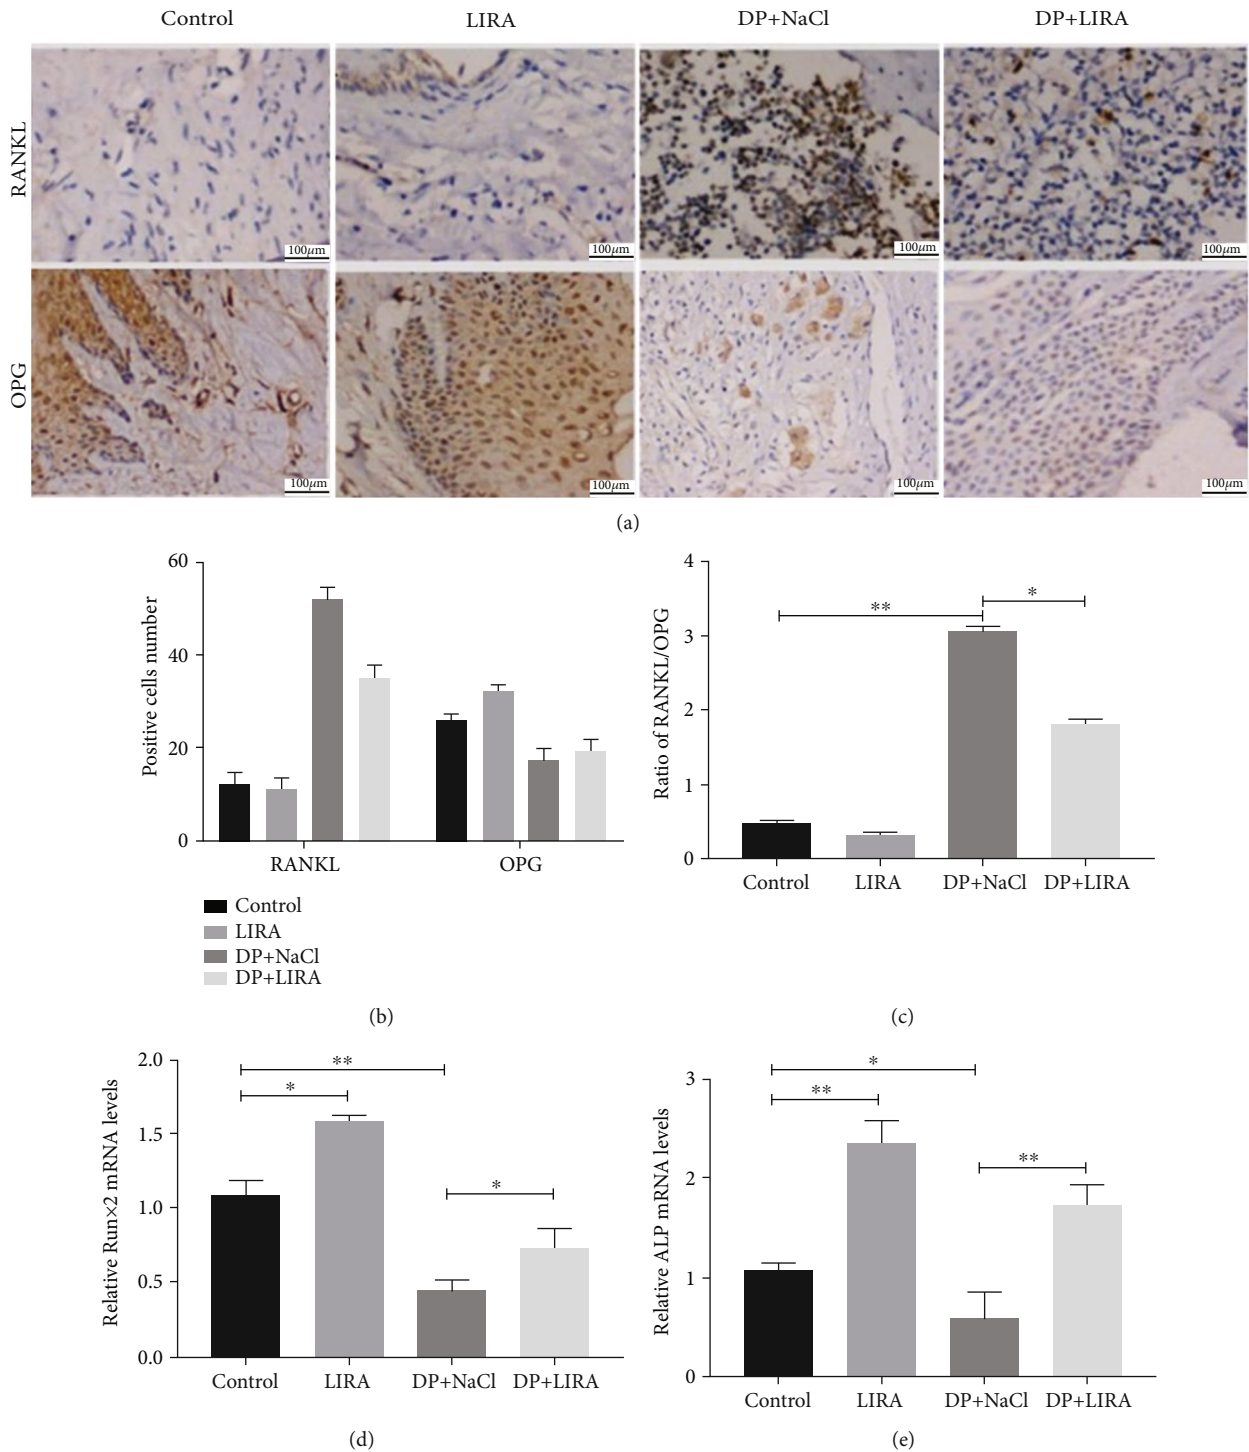 Control LIRA DP+NaCl DP+LIRA
RANKL
100μm 100μm 100μm 100μm
OPG
100μm 100μm 100μm 100μm
(a)
Positive cells number
60
40
20
0
RANKL OPG
Control
LIRA
DP+NaCl
DP+LIRA
(b)
Ratio of RANKL/OPG
4
3
2
1
0
** *
Control LIRA DP+NaCl DP+LIRA
(c)
Relative Run×2 mRNA levels
2.0
1.5
1.0
0.5
0.0
**
*
*
Control LIRA DP+NaCl DP+LIRA
(d)
Relative ALP mRNA levels
3
2
1
0
*
**
**
Control LIRA DP+NaCl DP+LIRA
(e)